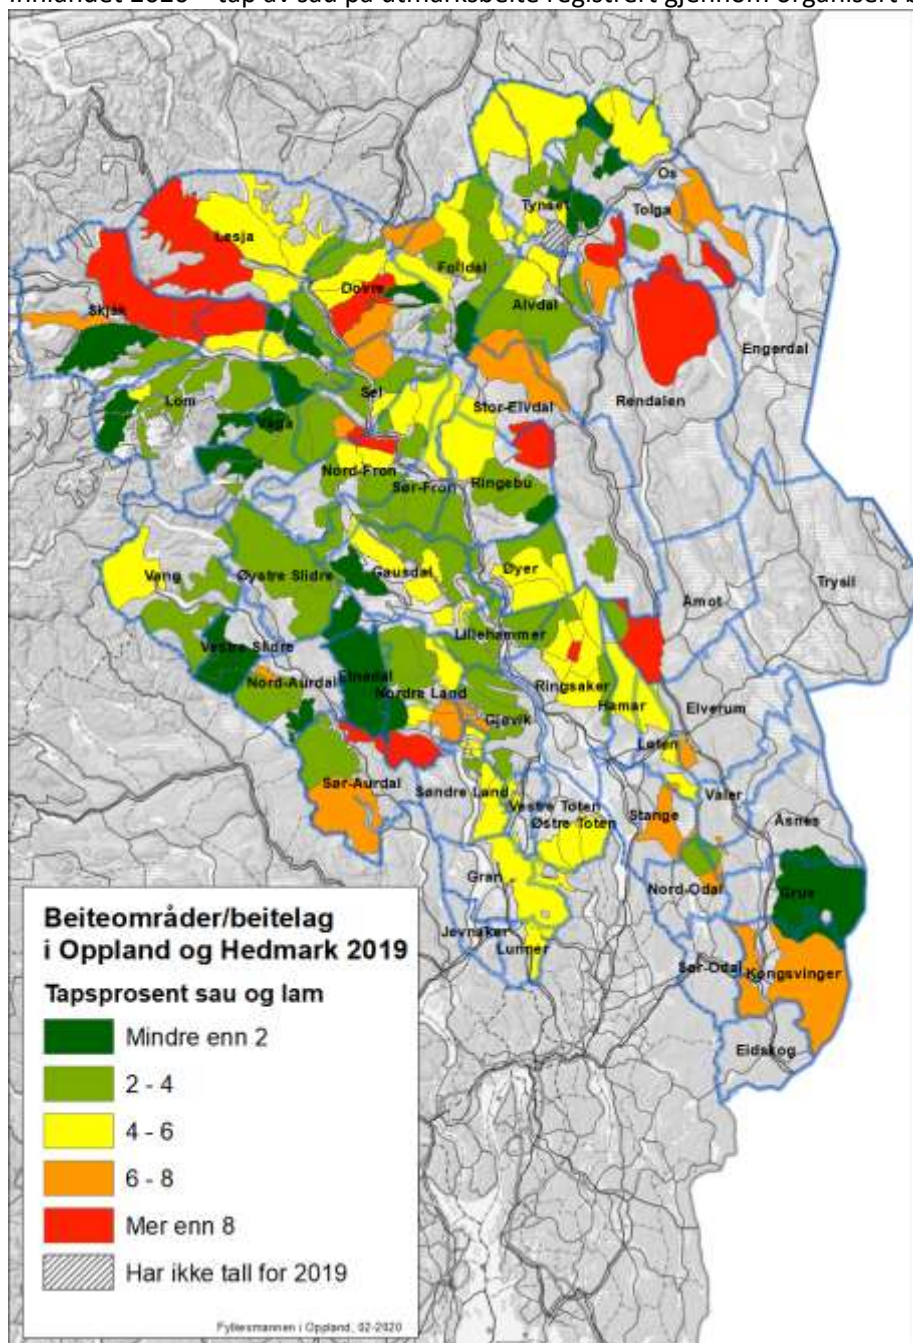 Innlandet 2020 – tap av sau på utmarksbeite registrert gjennom organisert b
Os
Tynset
Tolga
Lesja
Folldal
Dovre
Alvdal
Skjåk
Engerdal
Rendalen
Sel
Stor-Elvdal
Lom
Vågå
Nord-Fron
Sør-Fron
Ringebu
Vang
Øystre Slidre
Gausdal
Øyer
Trysil
Åmot
Lillehammer
Vestre Slidre
Etnedal
Nord-Aurdal
Nordre Land
Ringsaker
Hamar
Elverum
Gjøvik
Løten
Sør-Aurdal
Søndre Land
Vestre Toten
Østre Toten
Stange
Våler
Åsnes
Gran
Nord-Odal
Grue
Jevnaker
Lunner
Sør-Odal
Kongsvinger
Eidskog
Beiteområder/beitelag
i Oppland og Hedmark 2019
Tapsprosent sau og lam
Mindre enn 2
2 - 4
4 - 6
6 - 8
Mer enn 8
Har ikke tall for 2019
Fylkesmannen i Oppland, 02-2020